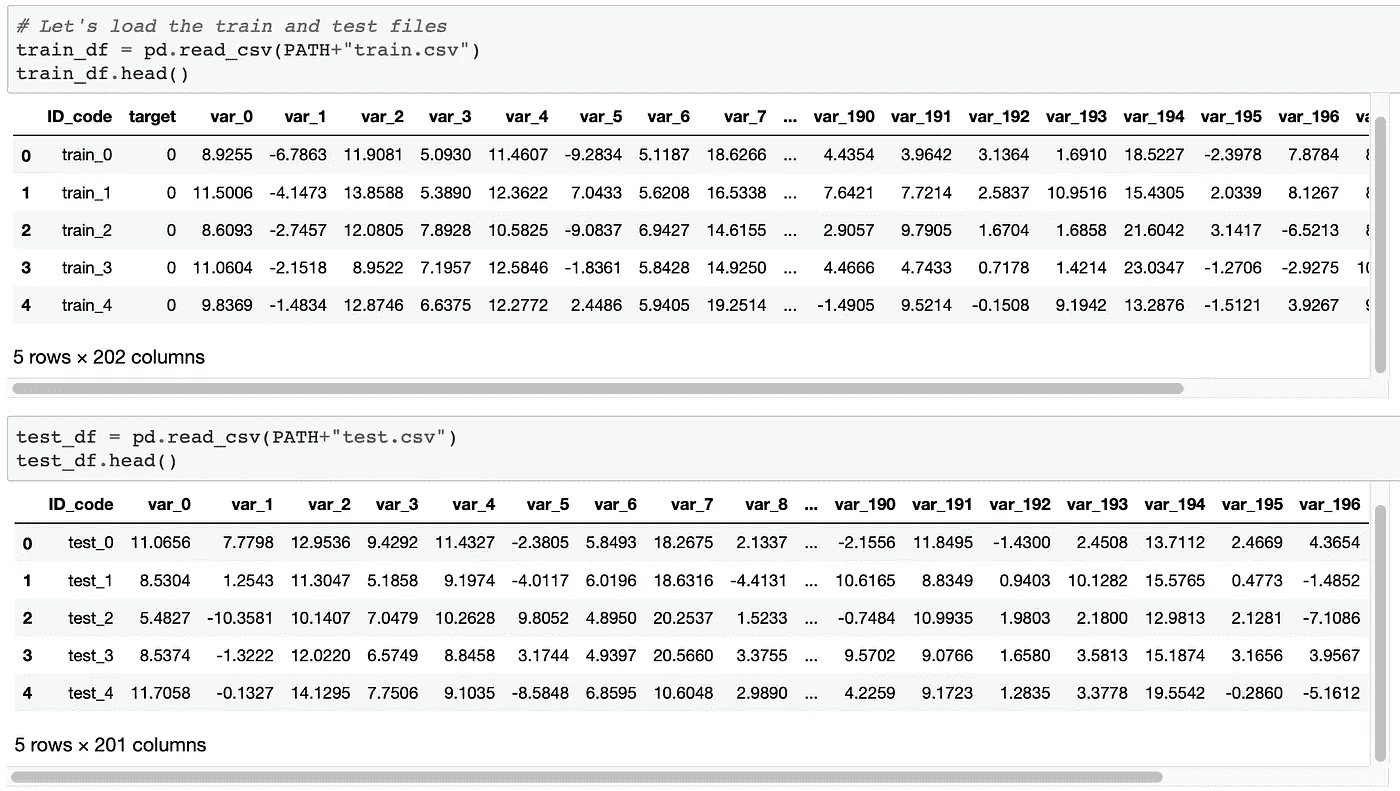 # Let's load the train and test files
train_df = pd.read_csv(PATH+"train.csv")
train_df.head()
ID_code target var_0 var_1 var_2 var_3 var_4 var_5 var_6 var_7 ... var_190 var_191 var_192 var_193 var_194 var_195 var_196
0 train_0 0 8.9255 -6.7863 11.9081 5.0930 11.4607 -9.2834 5.1187 18.6266 ... 4.4354 3.9642 3.1364 1.6910 18.5227 -2.3978 7.8784
1 train_1 0 11.5006 -4.1473 13.8588 5.3890 12.3622 7.0433 5.6208 16.5338 ... 7.6421 7.7214 2.5837 10.9516 15.4305 2.0339 8.1267
2 train_2 0 8.6093 -2.7457 12.0805 7.8928 10.5825 -9.0837 6.9427 14.6155 ... 2.9057 9.7905 1.6704 1.6858 21.6042 3.1417 -6.5213
3 train_3 0 11.0604 -2.1518 8.9522 7.1957 12.5846 -1.8361 5.8428 14.9250 ... 4.4666 4.7433 0.7178 1.4214 23.0347 -1.2706 -2.9275
4 train_4 0 9.8369 -1.4834 12.8746 6.6375 12.2772 2.4486 5.9405 19.2514 ... -1.4905 9.5214 -0.1508 9.1942 13.2876 -1.5121 3.9267
5 rows × 202 columns
test_df = pd.read_csv(PATH+"test.csv")
test_df.head()
ID_code var_0 var_1 var_2 var_3 var_4 var_5 var_6 var_7 var_8 ... var_190 var_191 var_192 var_193 var_194 var_195 var_196
0 test_0 11.0656 7.7798 12.9536 9.4292 11.4327 -2.3805 5.8493 18.2675 2.1337 ... -2.1556 11.8495 -1.4300 2.4508 13.7112 2.4669 4.3654
1 test_1 8.5304 1.2543 11.3047 5.1858 9.1974 -4.0117 6.0196 18.6316 -4.4131 ... 10.6165 8.8349 0.9403 10.1282 15.5765 0.4773 -1.4852
2 test_2 5.4827 -10.3581 10.1407 7.0479 10.2628 9.8052 4.8950 20.2537 1.5233 ... -0.7484 10.9935 1.9803 2.1800 12.9813 2.1281 -7.1086
3 test_3 8.5374 -1.3222 12.0220 6.5749 8.8458 3.1744 4.9397 20.5660 3.3755 ... 9.5702 9.0766 1.6580 3.5813 15.1874 3.1656 3.9567
4 test_4 11.7058 -0.1327 14.1295 7.7506 9.1035 -8.5848 6.8595 10.6048 2.9890 ... 4.2259 9.1723 1.2835 3.3778 19.5542 -0.2860 -5.1612
5 rows × 201 columns